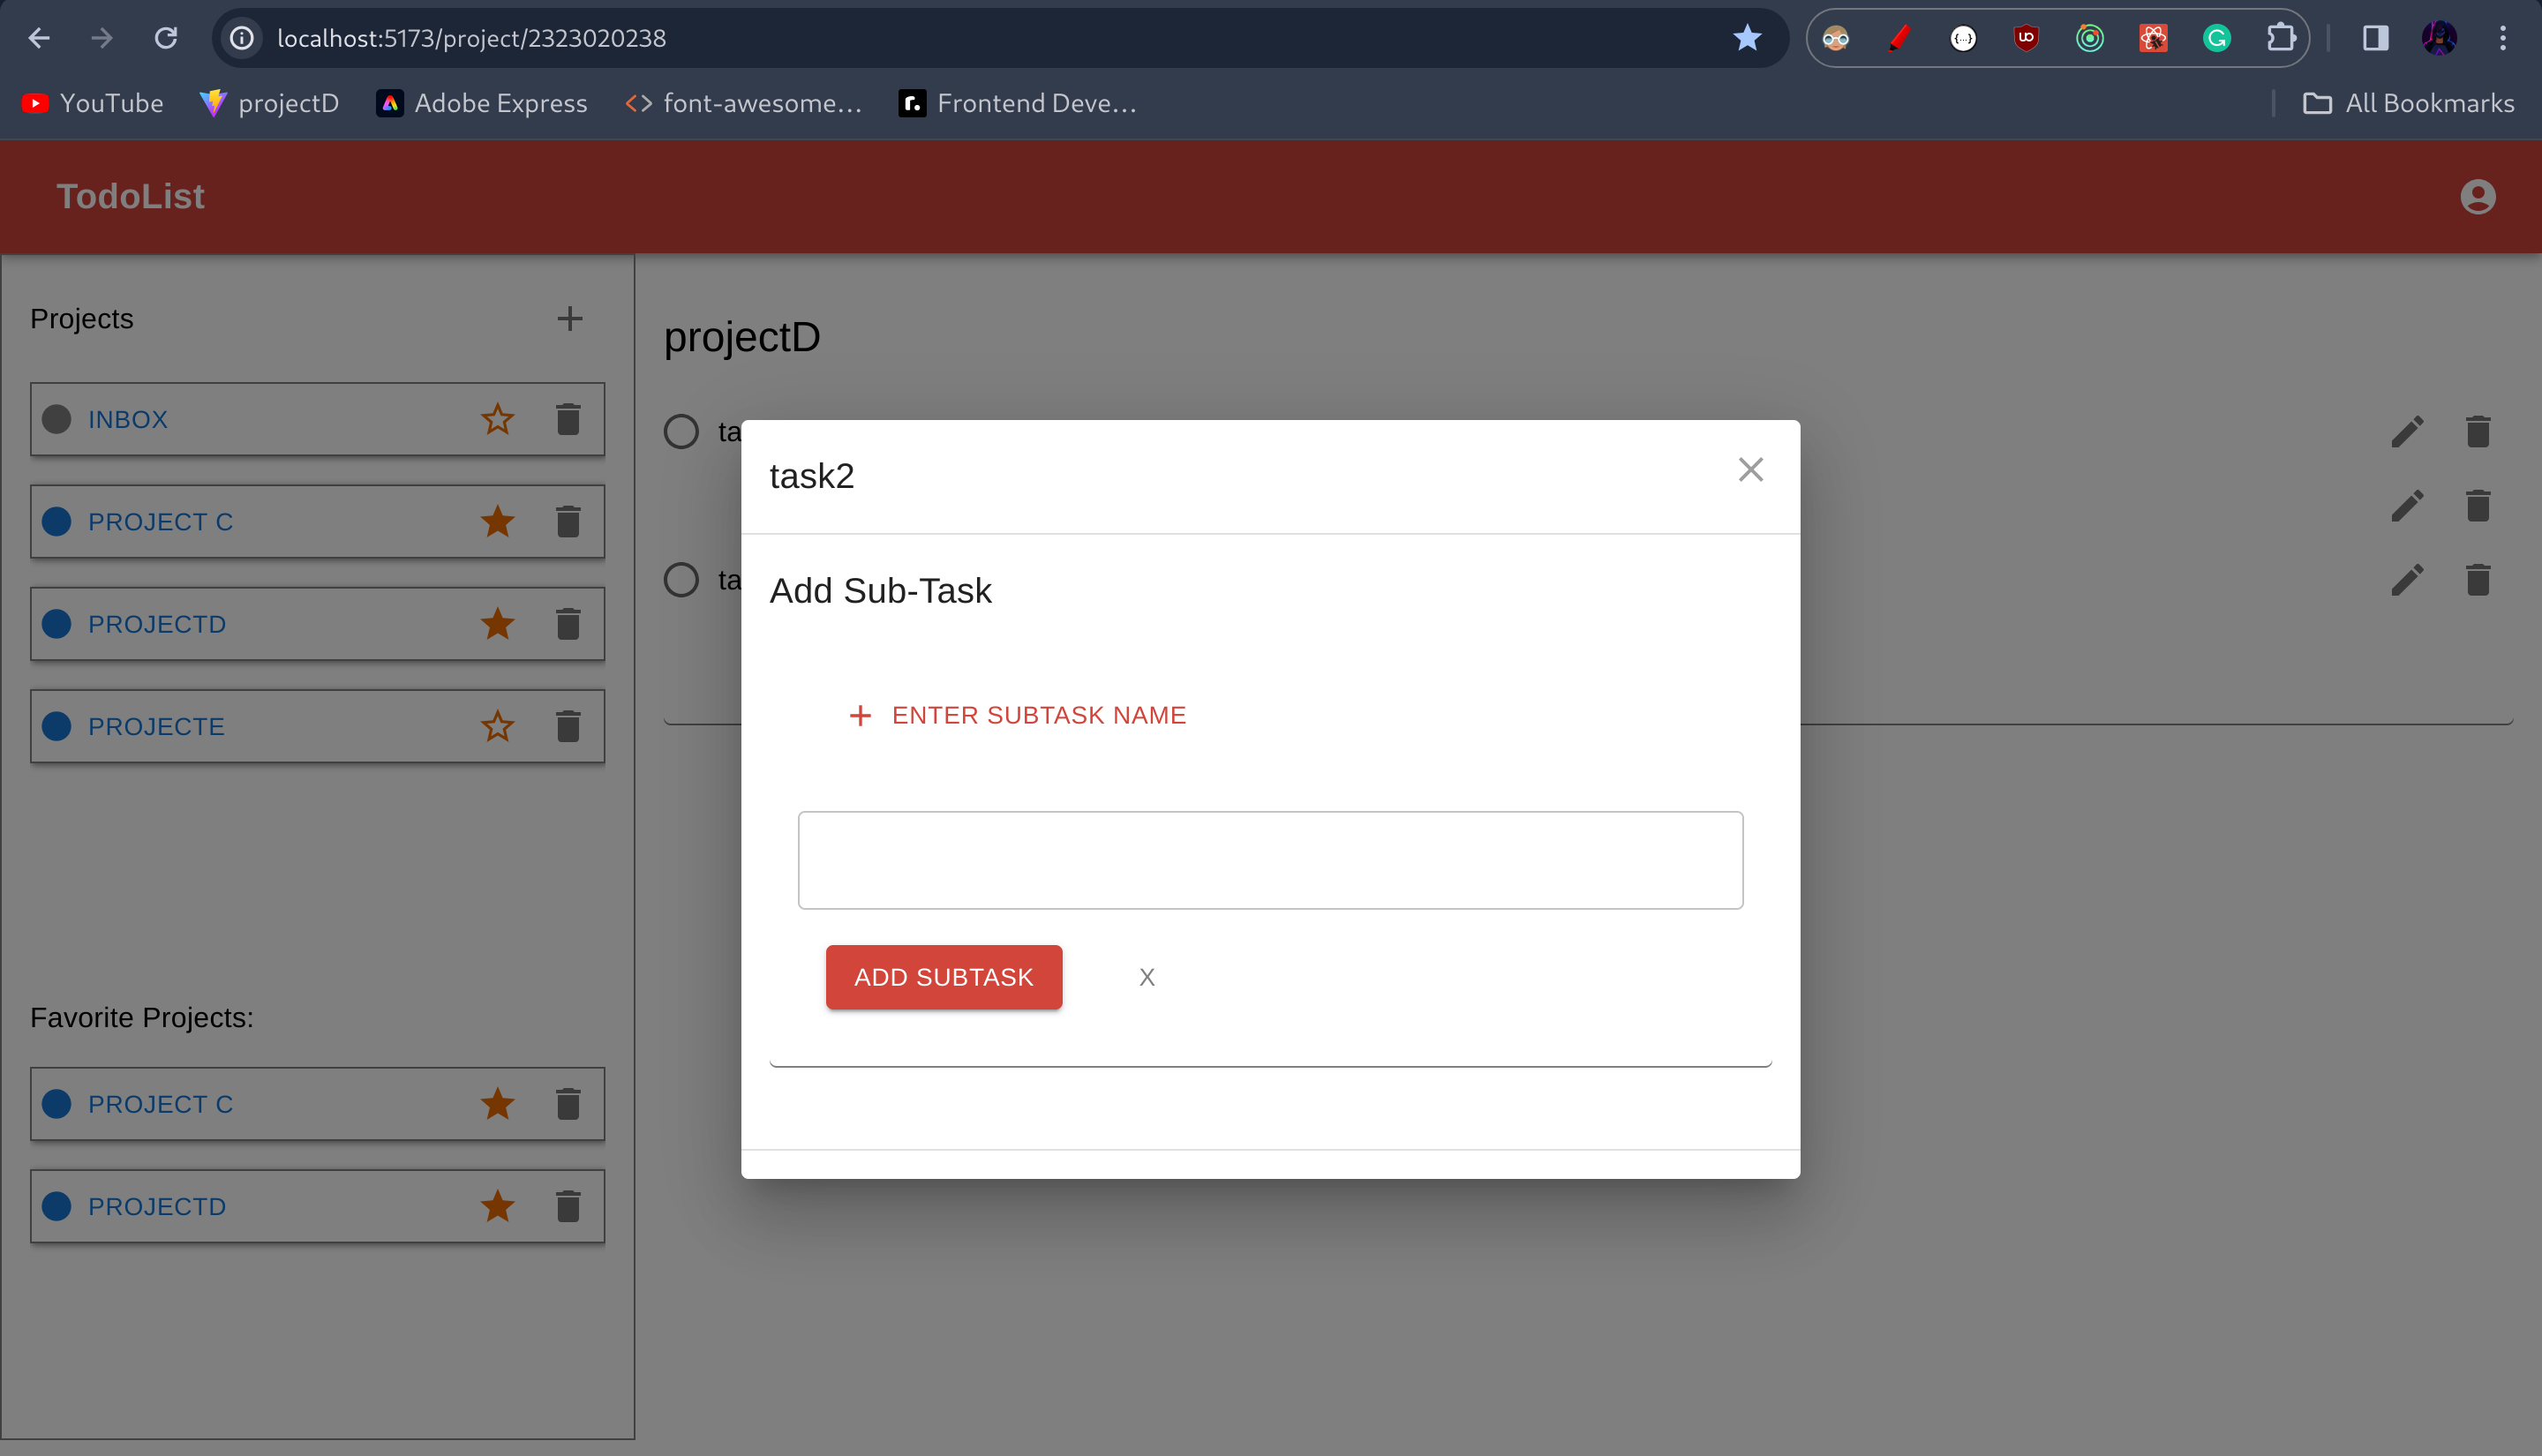 localhost:5173/project/2323020238
YouTube projectD Adobe Express font-awesome... Frontend Deve... All Bookmarks
TodoList
Projects
INBOX
PROJECT C
PROJECTD
PROJECTE
Favorite Projects:
PROJECT C
PROJECTD
projectD
ta
ta
task2
Add Sub-Task
+ ENTER SUBTASK NAME
ADD SUBTASK X